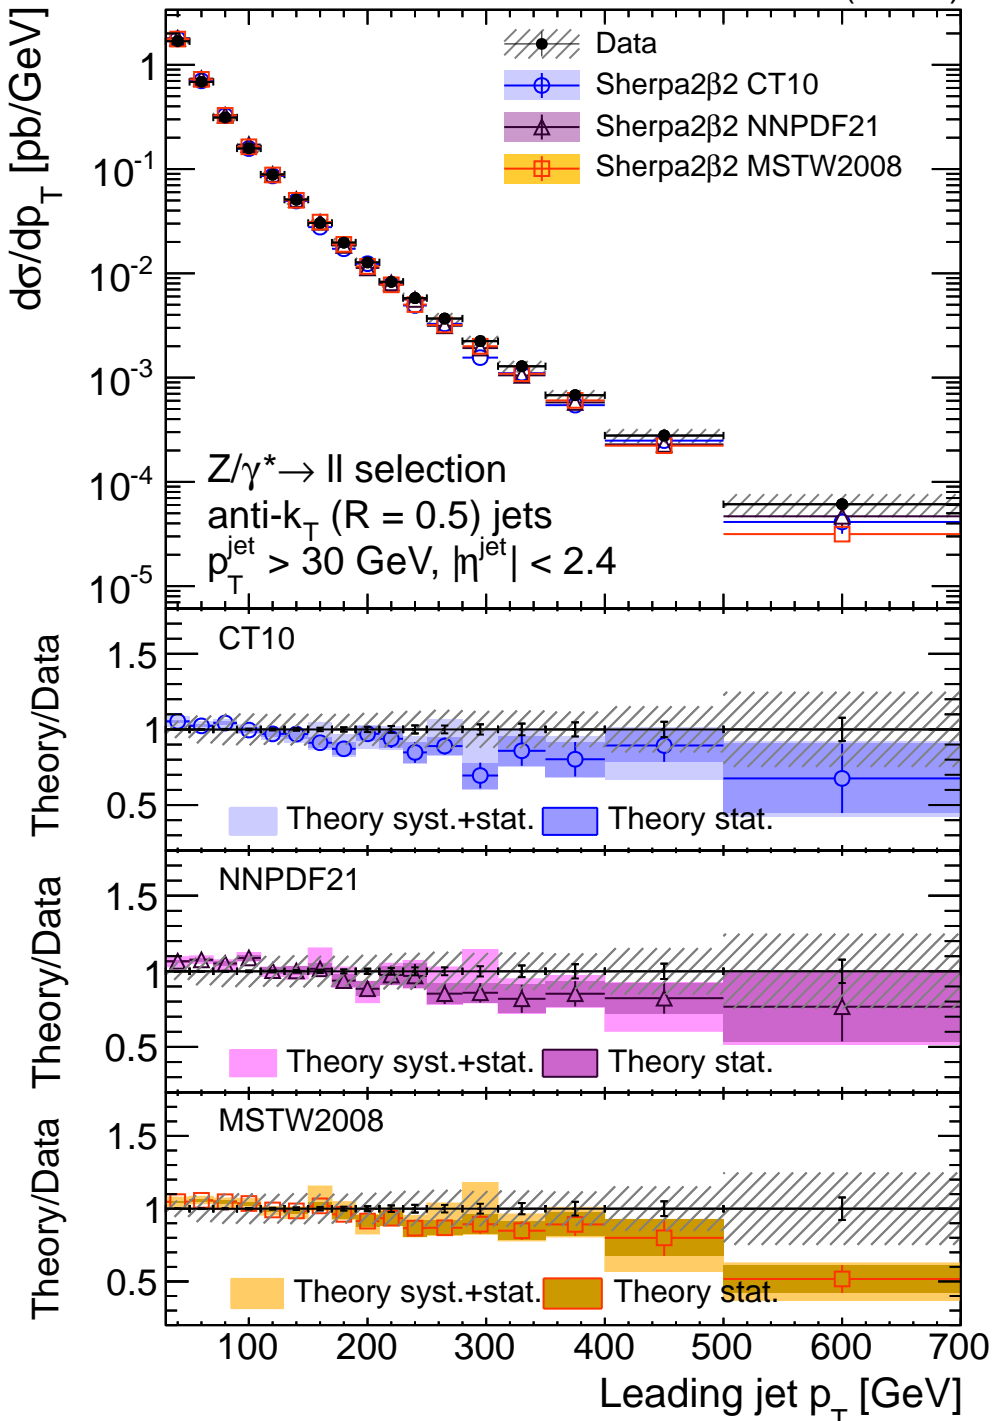 dσ/dp_T [pb/GeV]
1
10^-1
10^-2
10^-3
10^-4
10^-5
Data
Sherpa2β2 CT10
Sherpa2β2 NNPDF21
Sherpa2β2 MSTW2008
Z/γ*→ ll selection
anti-k_T (R = 0.5) jets
p_T^jet > 30 GeV, |η^jet| < 2.4
Theory/Data
CT10
1.5
1
0.5
Theory syst.+stat.
Theory stat.
Theory/Data
NNPDF21
1.5
1
0.5
Theory syst.+stat.
Theory stat.
Theory/Data
MSTW2008
1.5
1
0.5
Theory syst.+stat.
Theory stat.
100 200 300 400 500 600 700
Leading jet p_T [GeV]